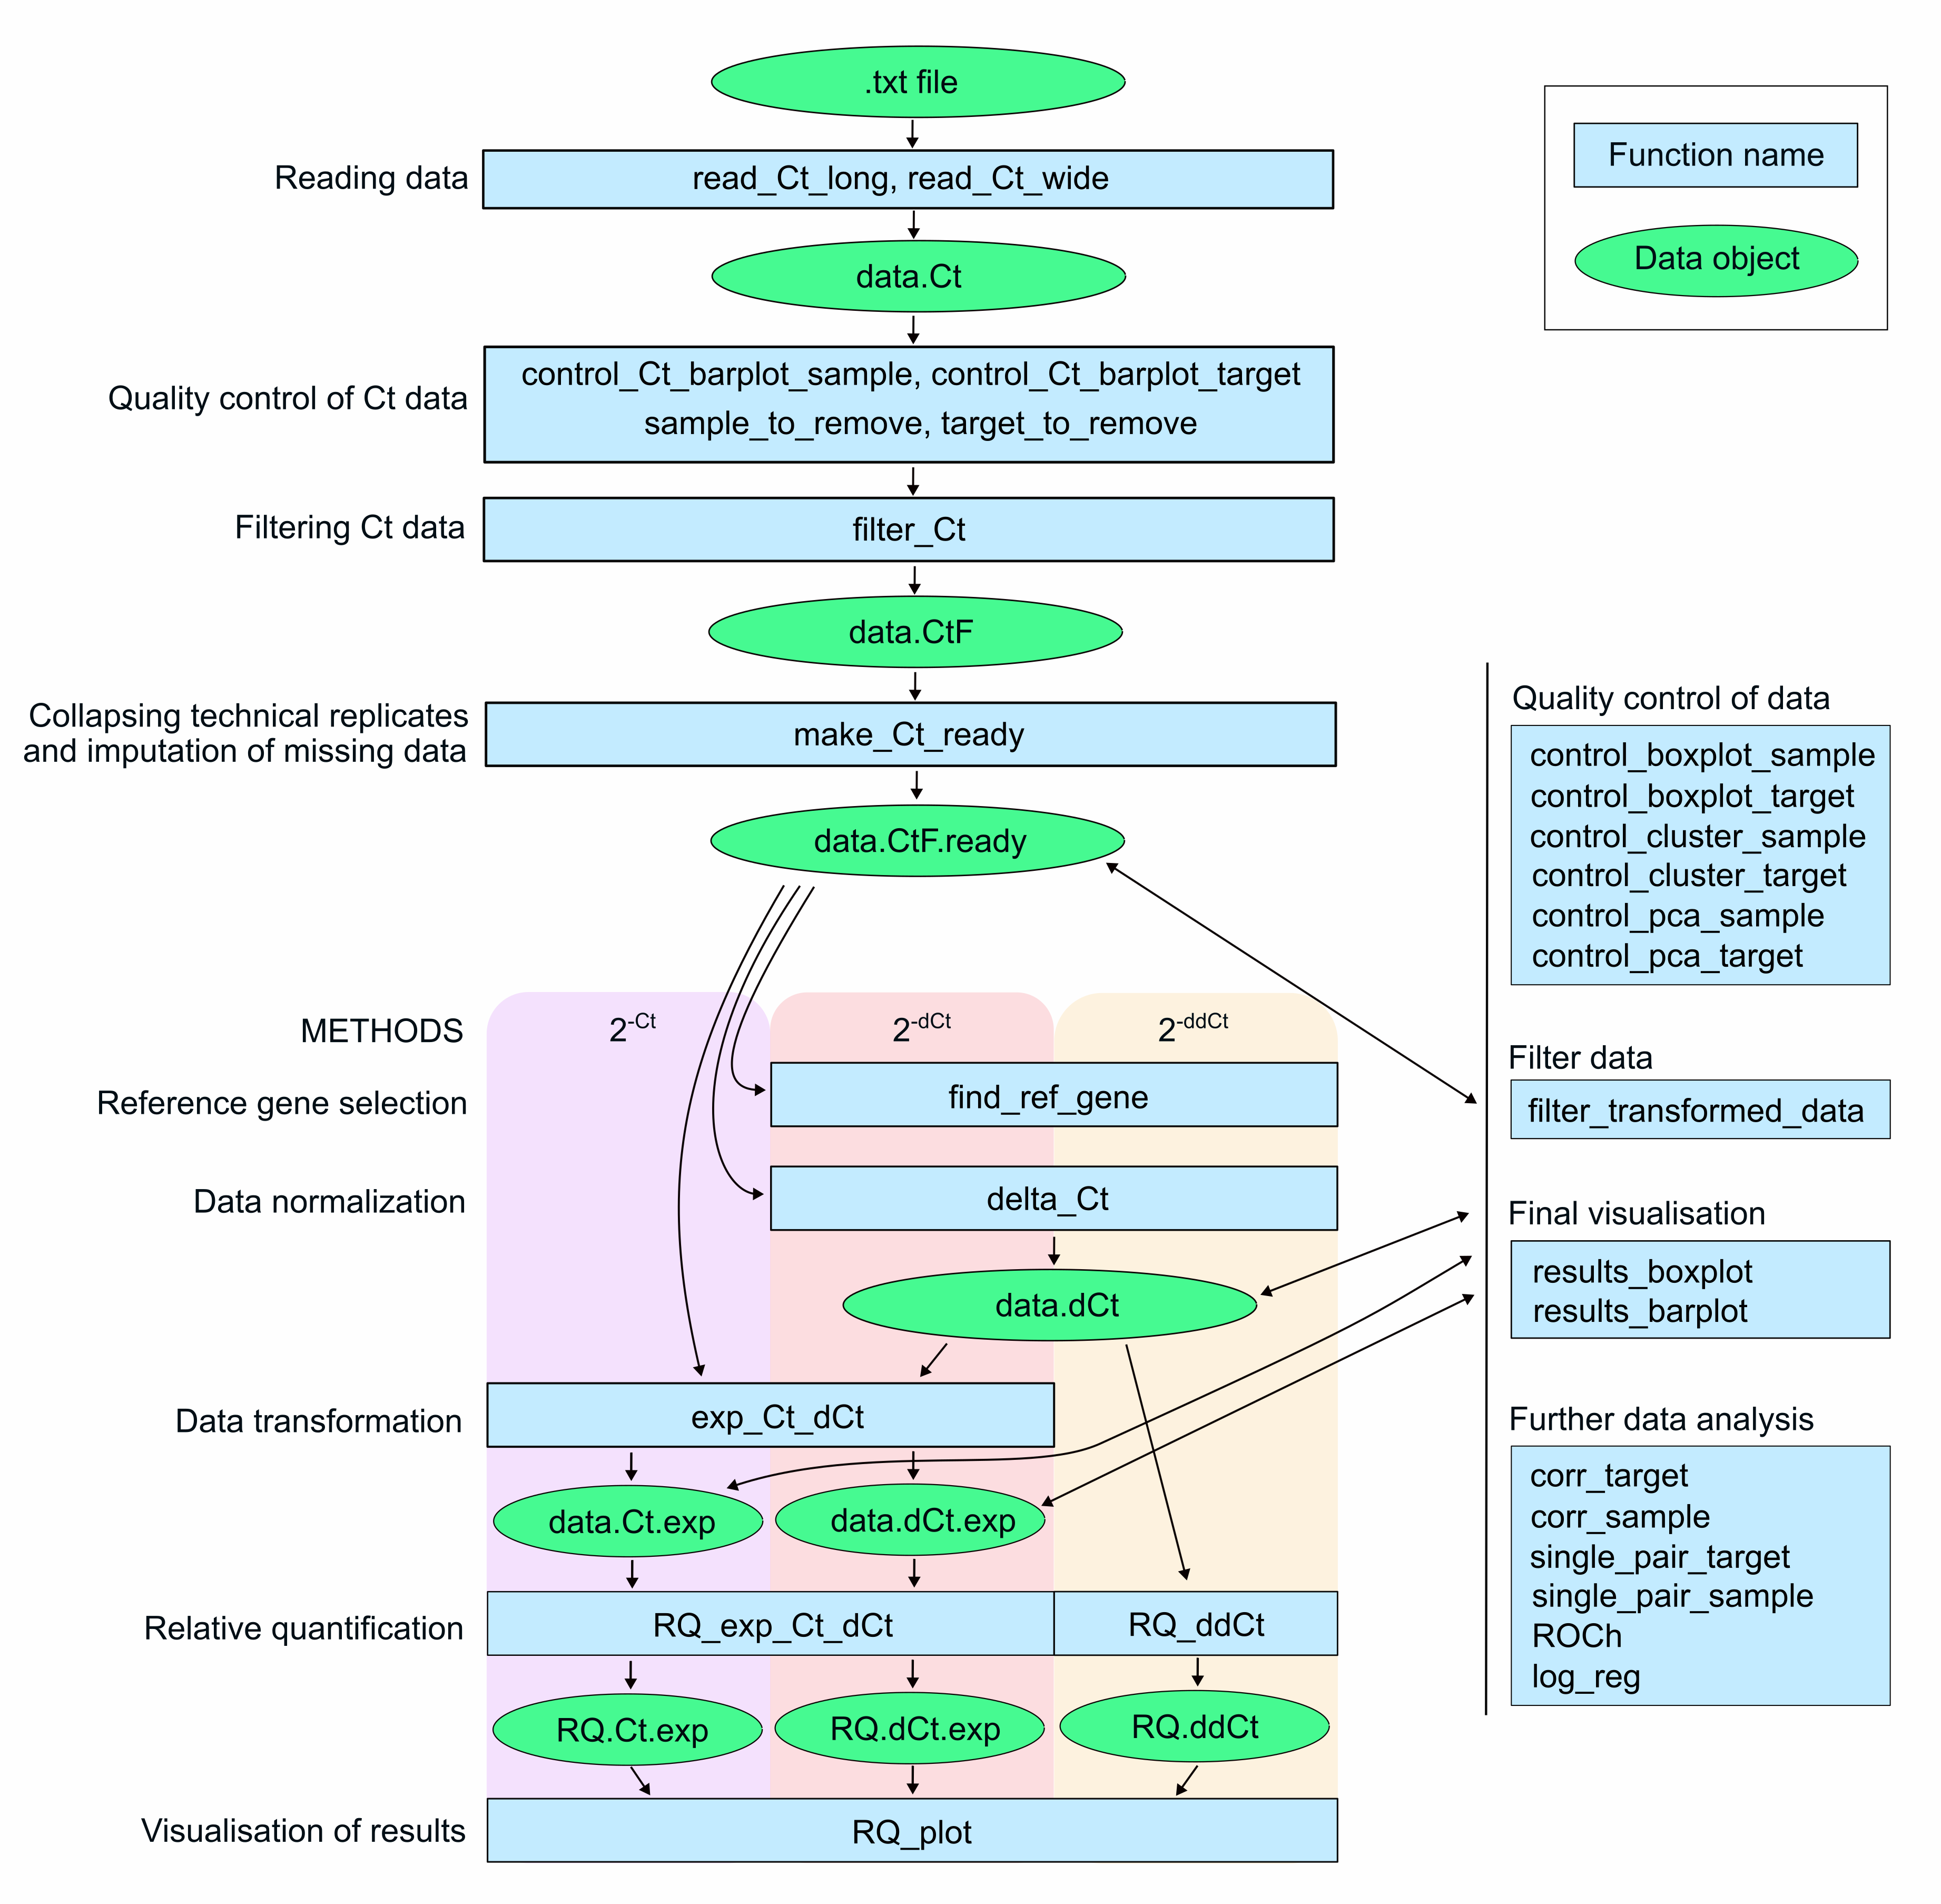 .txt file
Function name
Data object
Reading data
read_Ct_long, read_Ct_wide
data.Ct
Quality control of Ct data
control_Ct_barplot_sample, control_Ct_barplot_target
sample_to_remove, target_to_remove
Filtering Ct data
filter_Ct
data.CtF
Collapsing technical replicates
and imputation of missing data
make_Ct_ready
data.CtF.ready
METHODS
2-Ct
2-dCt
2-ddCt
Reference gene selection
find_ref_gene
Data normalization
delta_Ct
data.dCt
Data transformation
exp_Ct_dCt
data.Ct.exp
data.dCt.exp
Relative quantification
RQ_exp_Ct_dCt
RQ_ddCt
RQ.Ct.exp
RQ.dCt.exp
RQ.ddCt
Visualisation of results
RQ_plot
Quality control of data
control_boxplot_sample
control_boxplot_target
control_cluster_sample
control_cluster_target
control_pca_sample
control_pca_target
Filter data
filter_transformed_data
Final visualisation
results_boxplot
results_barplot
Further data analysis
corr_target
corr_sample
single_pair_target
single_pair_sample
ROCh
log_reg